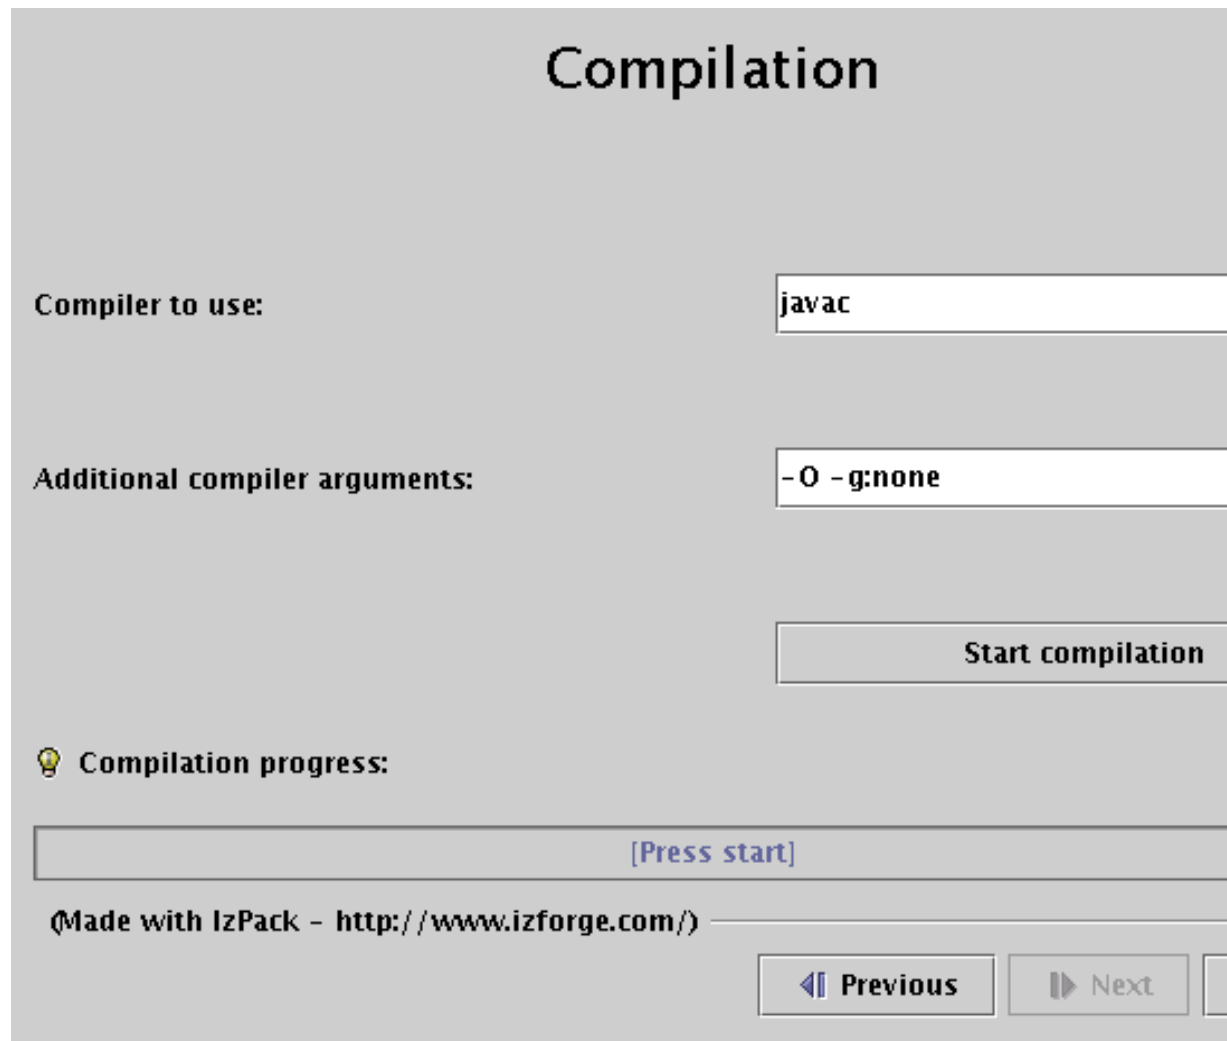 Compilation
Compiler to use: javac
Additional compiler arguments: -O -g:none
Start compilation
Compilation progress:
[Press start]
(Made with IzPack - http://www.izforge.com/)
Previous Next